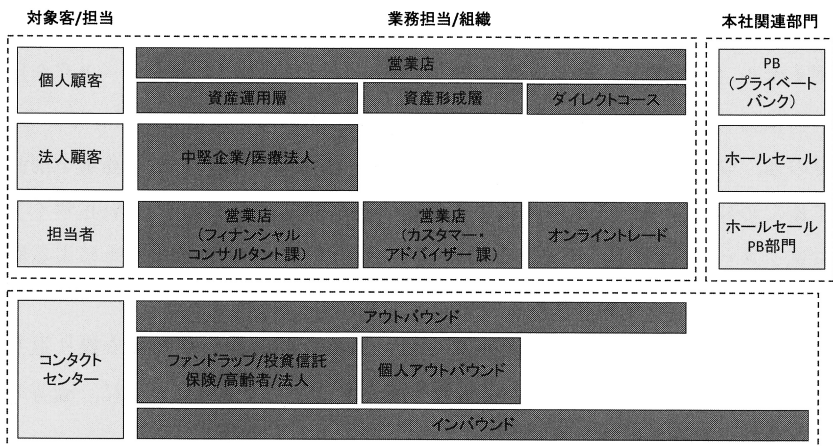 対象客/担当
業務担当/組織
本社関連部門
個人顧客
営業店
資産運用層
資産形成層
ダイレクトコース
PB
(プライベート
バンク)
法人顧客
中堅企業/医療法人
ホールセール
担当者
営業店
(フィナンシャル
コンサルタント課)
営業店
(カスタマー・
アドバイザー 課)
オンライントレード
ホールセール
PB部門
コンタクト
センター
アウトバウンド
ファンドラップ/投資信託
保険/高齢者/法人
個人アウトバウンド
インバウンド